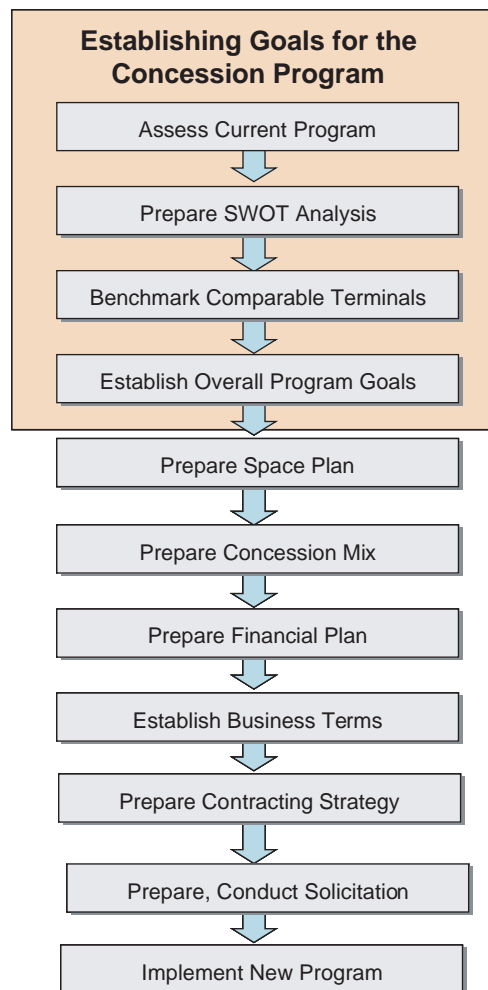 Establishing Goals for the
Concession Program
Assess Current Program
Prepare SWOT Analysis
Benchmark Comparable Terminals
Establish Overall Program Goals
Prepare Space Plan
Prepare Concession Mix
Prepare Financial Plan
Establish Business Terms
Prepare Contracting Strategy
Prepare, Conduct Solicitation
Implement New Program